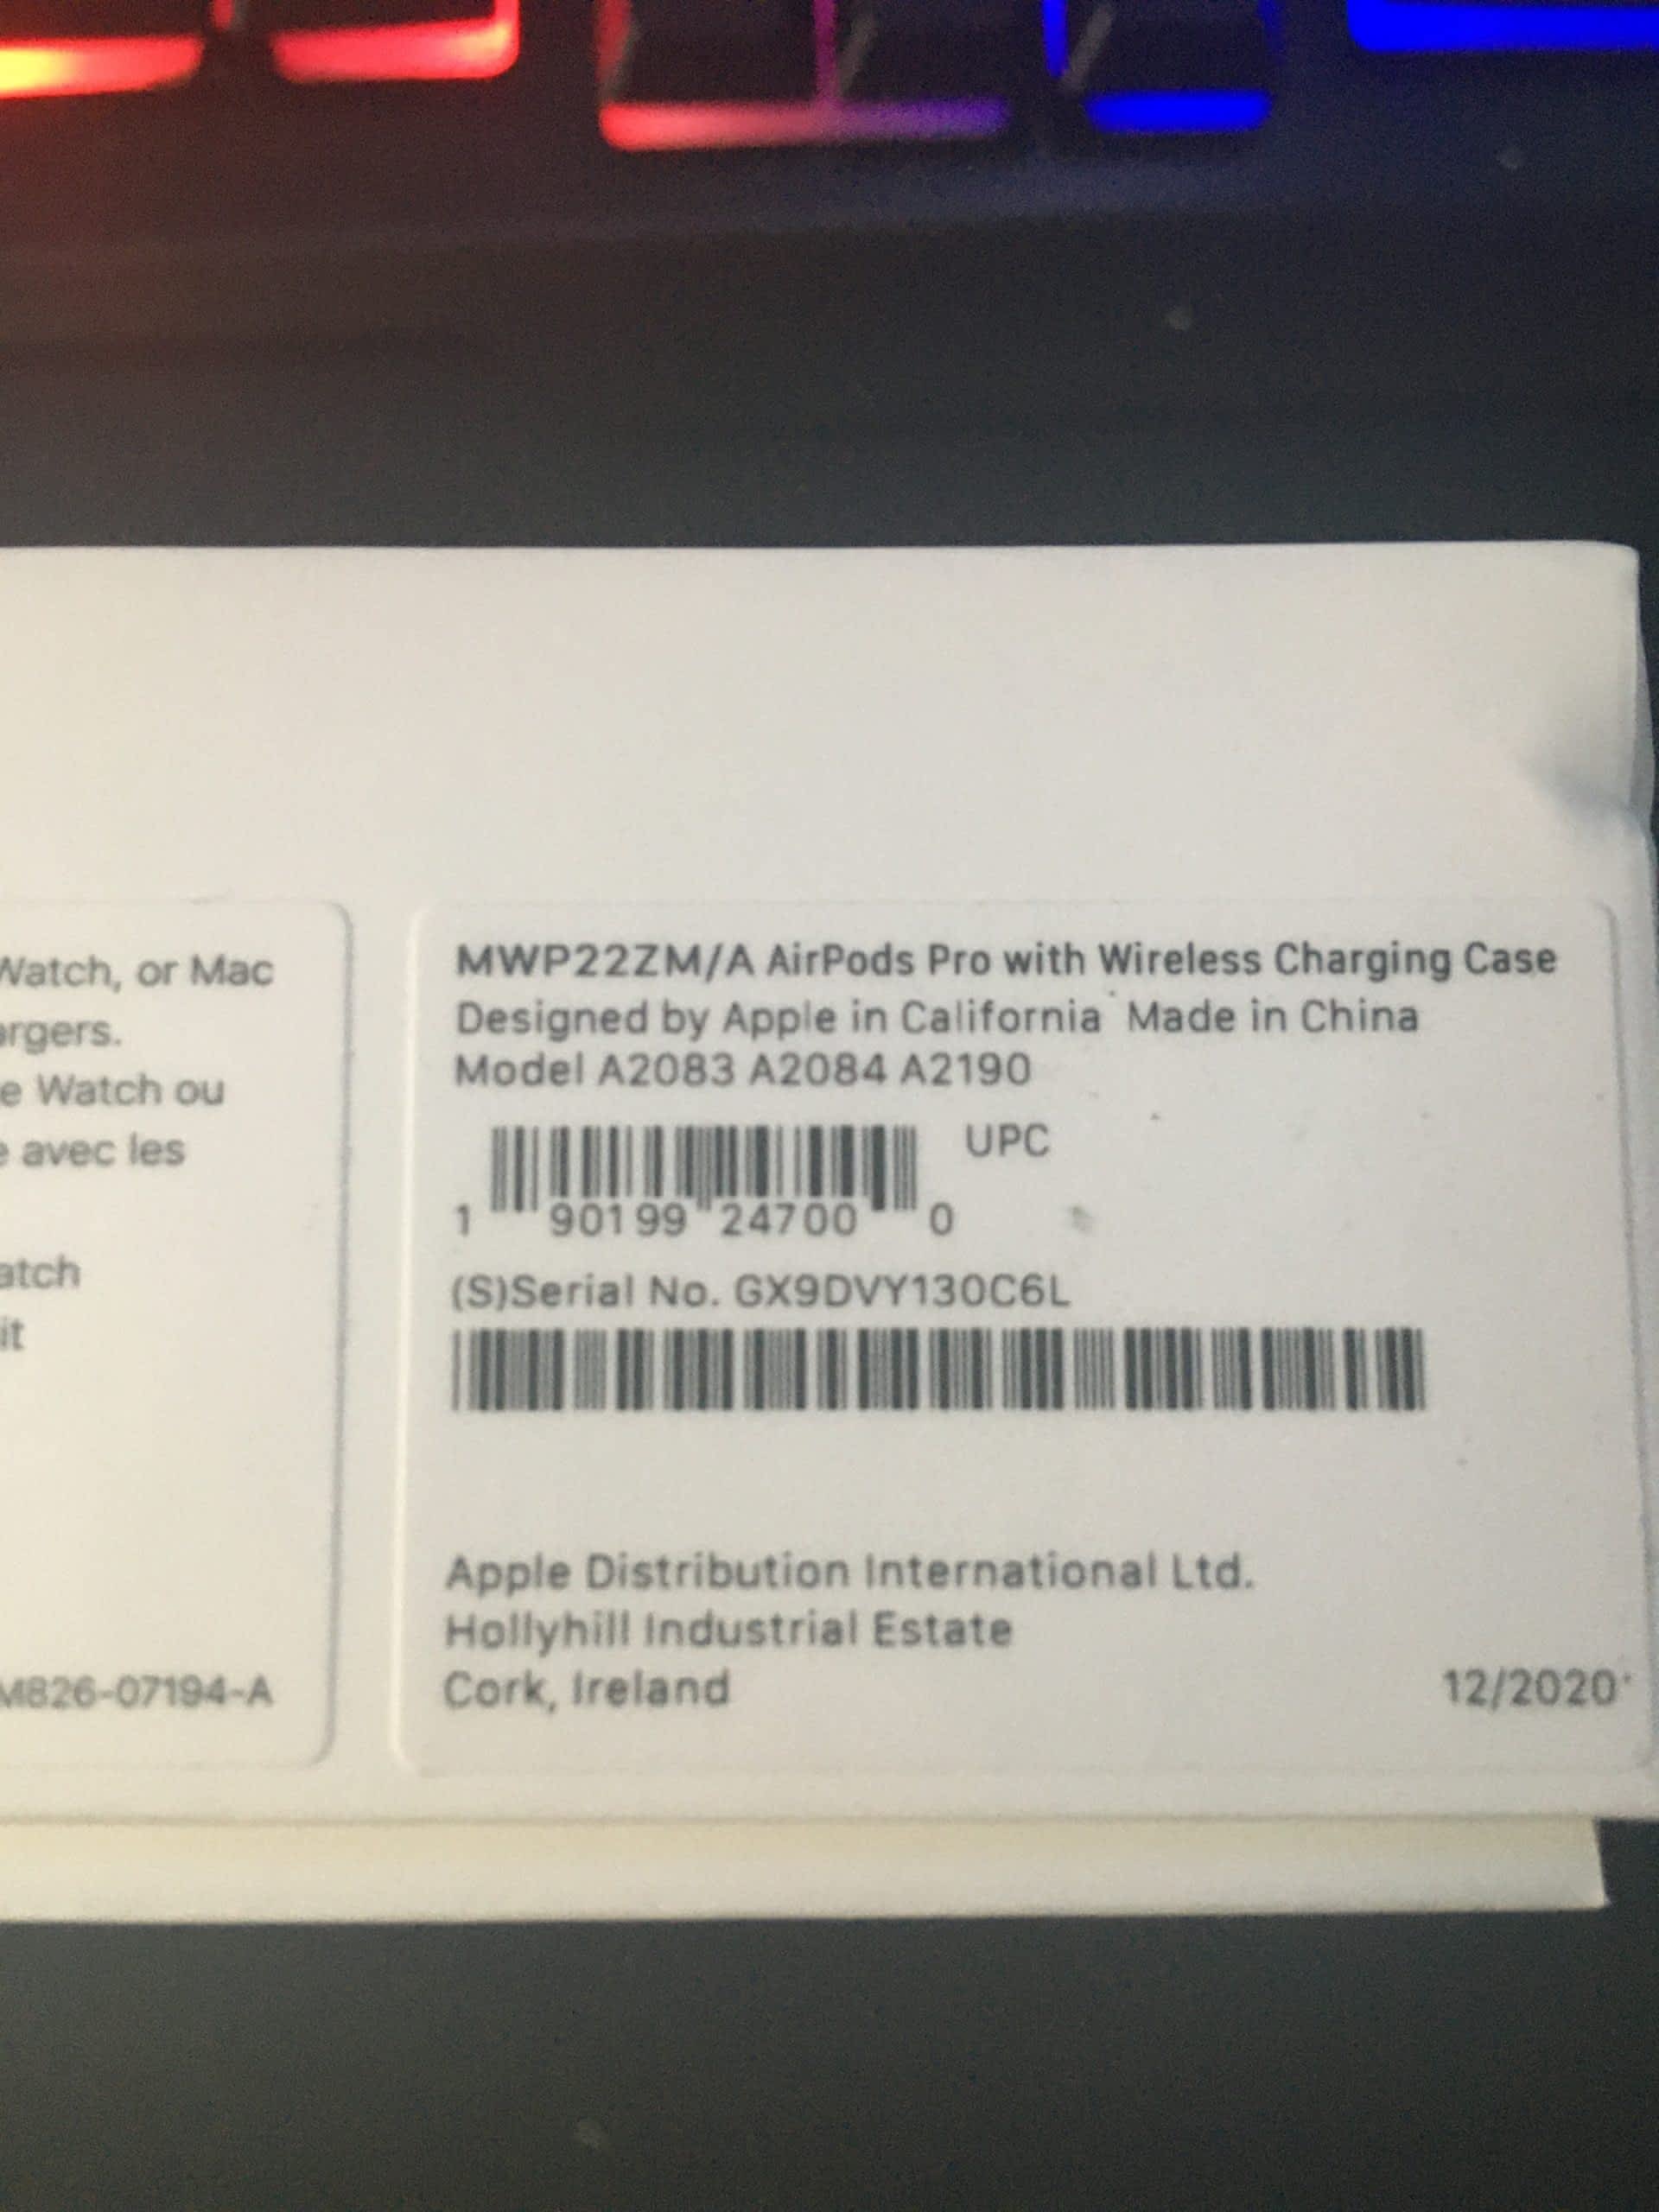 Watch, or Mac
argers.
e Watch ou
e avec les
atch
it
M826-07194-A
MWP22ZM/A AirPods Pro with Wireless Charging Case
Designed by Apple in California Made in China
Model A2083 A2084 A2190
UPC
1 90199 24700 0
(S)Serial No. GX9DVY130C6L
Apple Distribution International Ltd.
Hollyhill Industrial Estate
Cork, Ireland
12/2020